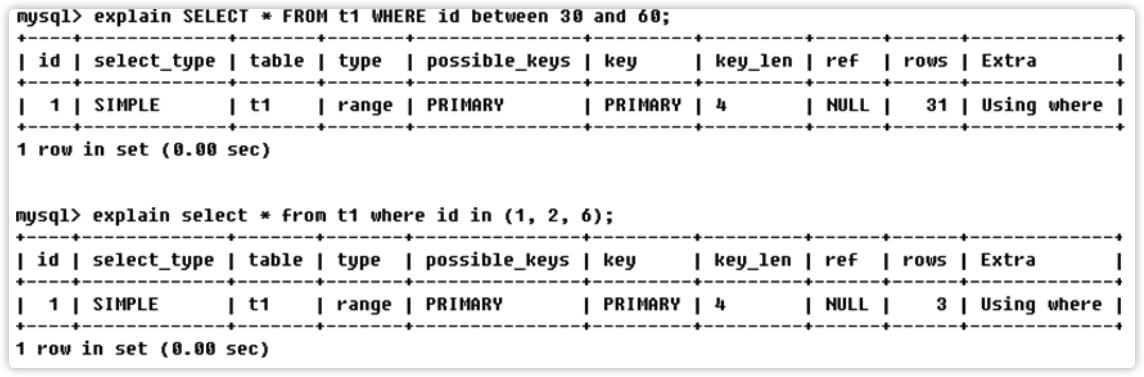 mysql> explain SELECT * FROM t1 WHERE id between 30 and 60;
+----+-------------+-------+-------+---------------+---------+---------+------+------+-------------+
| id | select_type | table | type  | possible_keys | key     | key_len | ref  | rows | Extra       |
+----+-------------+-------+-------+---------------+---------+---------+------+------+-------------+
|  1 | SIMPLE      | t1    | range | PRIMARY       | PRIMARY | 4       | NULL |   31 | Using where |
+----+-------------+-------+-------+---------------+---------+---------+------+------+-------------+
1 row in set (0.00 sec)
mysql> explain select * from t1 where id in (1, 2, 6);
+----+-------------+-------+-------+---------------+---------+---------+------+------+-------------+
| id | select_type | table | type  | possible_keys | key     | key_len | ref  | rows | Extra       |
+----+-------------+-------+-------+---------------+---------+---------+------+------+-------------+
|  1 | SIMPLE      | t1    | range | PRIMARY       | PRIMARY | 4       | NULL |    3 | Using where |
+----+-------------+-------+-------+---------------+---------+---------+------+------+-------------+
1 row in set (0.00 sec)